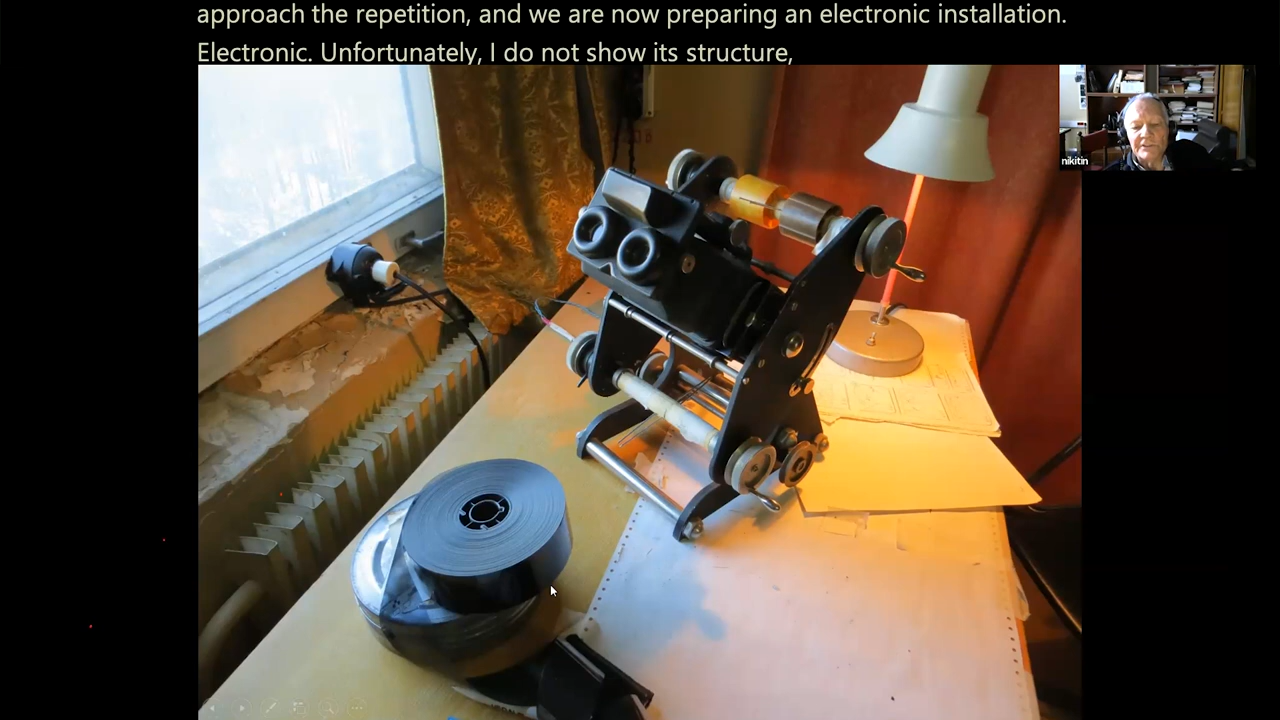 approach the repetition, and we are now preparing an electronic installation.
Electronic. Unfortunately, I do not show its structure,
nikitin